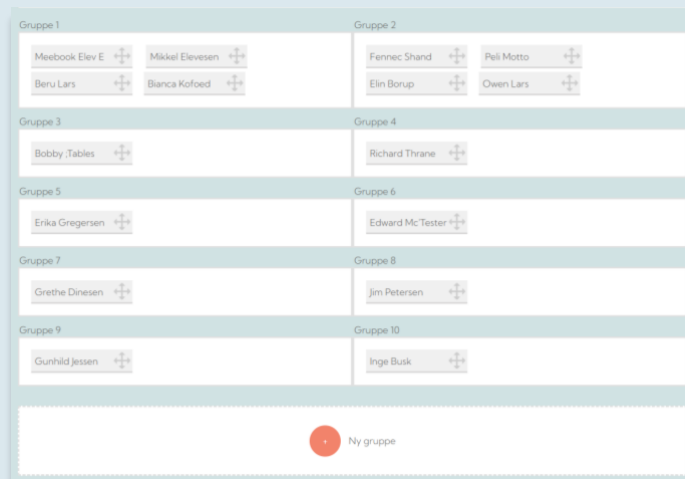 Gruppe 1
Gruppe 2
Meebook Elev E
Mikkel Elevesen
Fennec Shand
Peli Motto
Beru Lars
Bianca Kofoed
Elin Borup
Owen Lars
Gruppe 3
Gruppe 4
Bobby ;Tables
Richard Thrane
Gruppe 5
Gruppe 6
Erika Gregersen
Edward Mc'Tester
Gruppe 7
Gruppe 8
Grethe Dinesen
Jim Petersen
Gruppe 9
Gruppe 10
Gunhild Jessen
Inge Busk
+ Ny gruppe